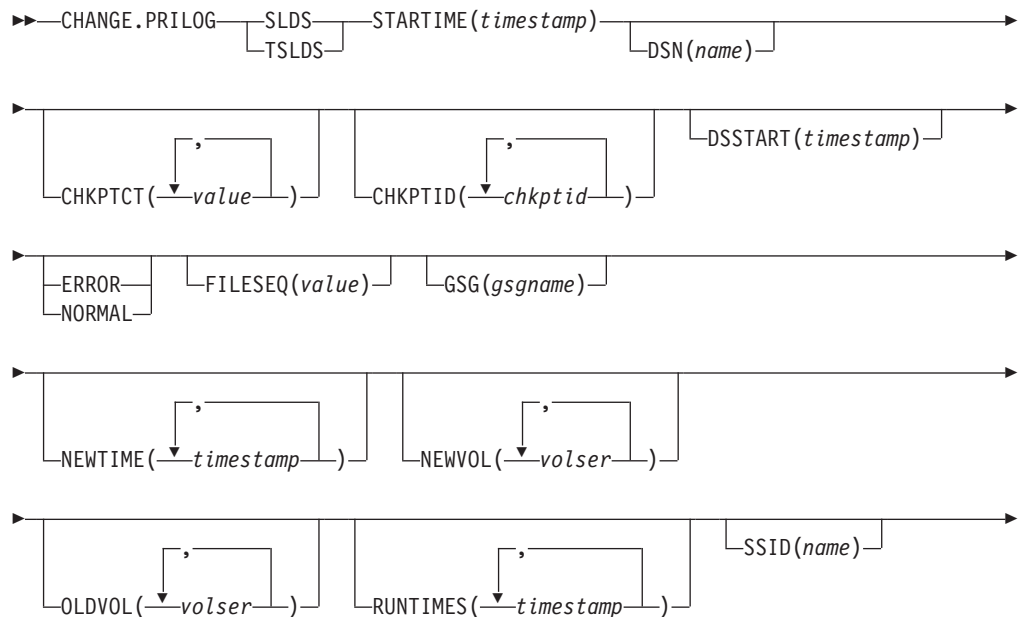 CHANGE.PRILOG SLDS STARTIME(timestamp)
TSLDS DSN(name)
, , DSSTART(timestamp)
CHKPTCT( value ) CHKPTID( chkptid )
ERROR FILESEQ(value) GSG(gsgname)
NORMAL
, ,
NEWTIME( timestamp ) NEWVOL( volser )
, , SSID(name)
OLDVOL( volser ) RUNTIMES( timestamp )